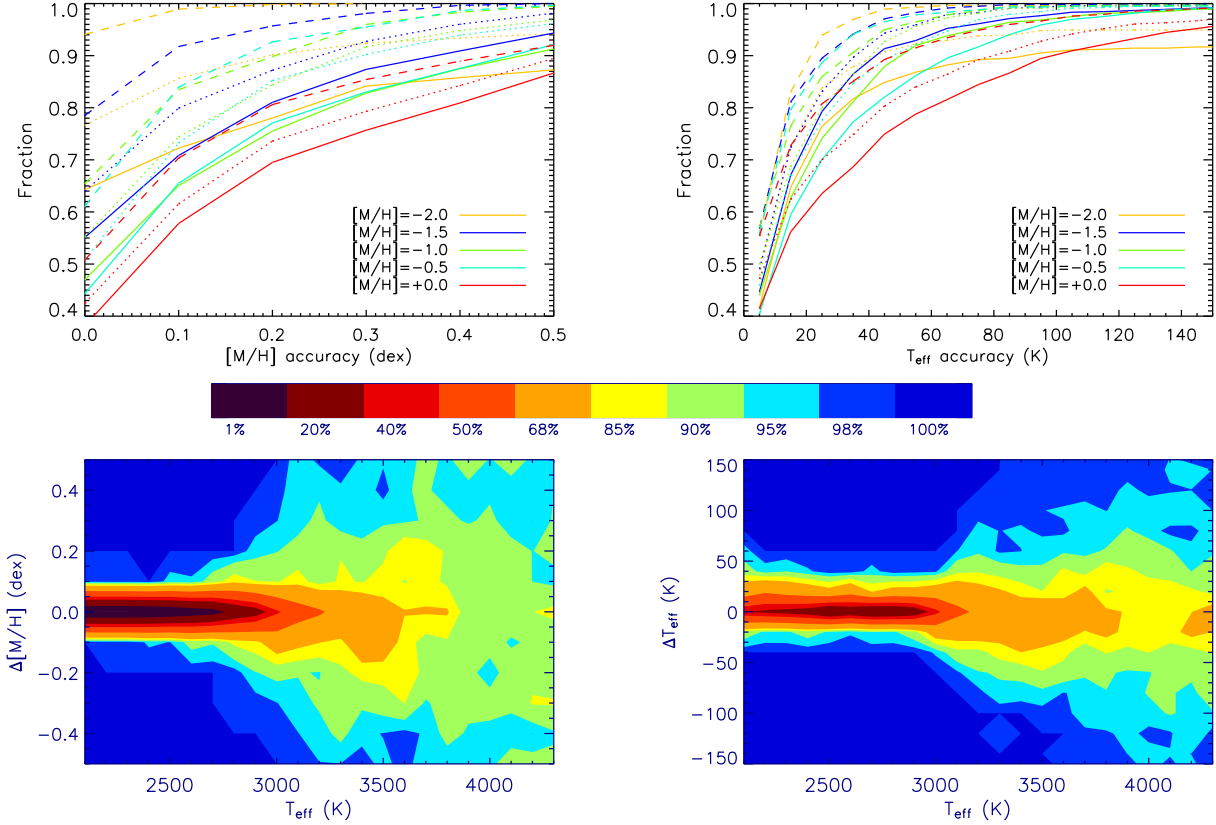 1.0
0.9
0.8
0.7
0.6
0.5
0.4
Fraction
0.0 0.1 0.2 0.3 0.4 0.5
[M/H] accuracy (dex)
[M/H]=-2.0
[M/H]=-1.5
[M/H]=-1.0
[M/H]=-0.5
[M/H]=+0.0
1.0
0.9
0.8
0.7
0.6
0.5
0.4
Fraction
0 20 40 60 80 100 120 140
Teff accuracy (K)
[M/H]=-2.0
[M/H]=-1.5
[M/H]=-1.0
[M/H]=-0.5
[M/H]=+0.0
1% 20% 40% 50% 68% 85% 90% 95% 98% 100%
0.4
0.2
0.0
-0.2
-0.4
Δ[M/H] (dex)
2500 3000 3500 4000
Teff (K)
150
100
50
0
-50
-100
-150
ΔTeff (K)
2500 3000 3500 4000
Teff (K)